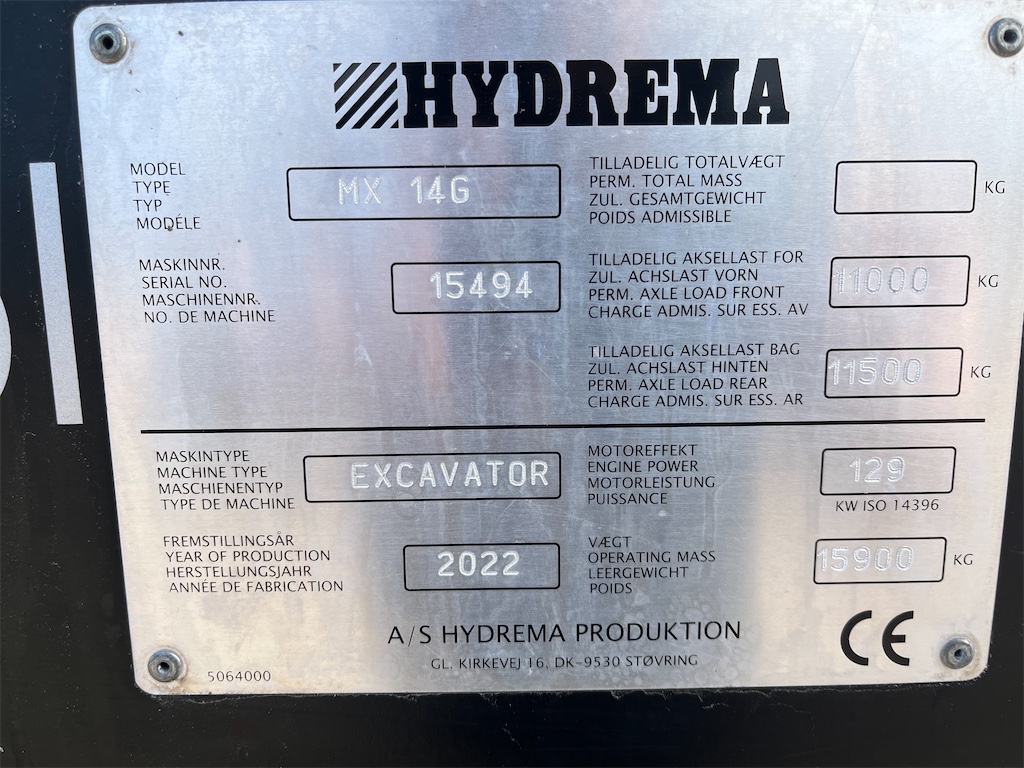 HYDREMA
MODEL
TYPE
TYP
MODÉLE
MX 14G
TILLADELIG TOTALVÆGT
PERM. TOTAL MASS
ZUL. GESAMTGEWICHT
POIDS ADMISSIBLE
KG
MASKINNR.
SERIAL NO.
MASCHINENNR.
NO. DE MACHINE
15494
TILLADELIG AKSELLAST FOR
ZUL. ACHSLAST VORN
PERM. AXLE LOAD FRONT
CHARGE ADMIS. SUR ESS. AV
11000 KG
TILLADELIG AKSELLAST BAG
ZUL. ACHSLAST HINTEN
PERM. AXLE LOAD REAR
CHARGE ADMIS. SUR ESS. AR
11500 KG
MASKINTYPE
MACHINE TYPE
MASCHIENENTYP
TYPE DE MACHINE
EXCAVATOR
MOTOREFFEKT
ENGINE POWER
MOTORLEISTUNG
PUISSANCE
129
KW ISO 14396
FREMSTILLINGSÅR
YEAR OF PRODUCTION
HERSTELLUNGSJAHR
ANNÉE DE FABRICATION
2022
VÆGT
OPERATING MASS
LEERGEWICHT
POIDS
15900 KG
A/S HYDREMA PRODUKTION
GL. KIRKEVEJ 16, DK-9530 STØVRING
CE
5064000